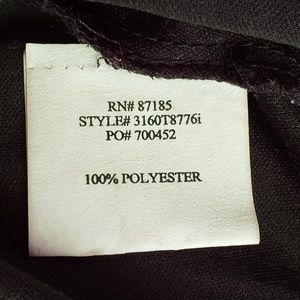 RN# 87185
STYLE# 3160T8776i
PO# 700452
100% POLYESTER